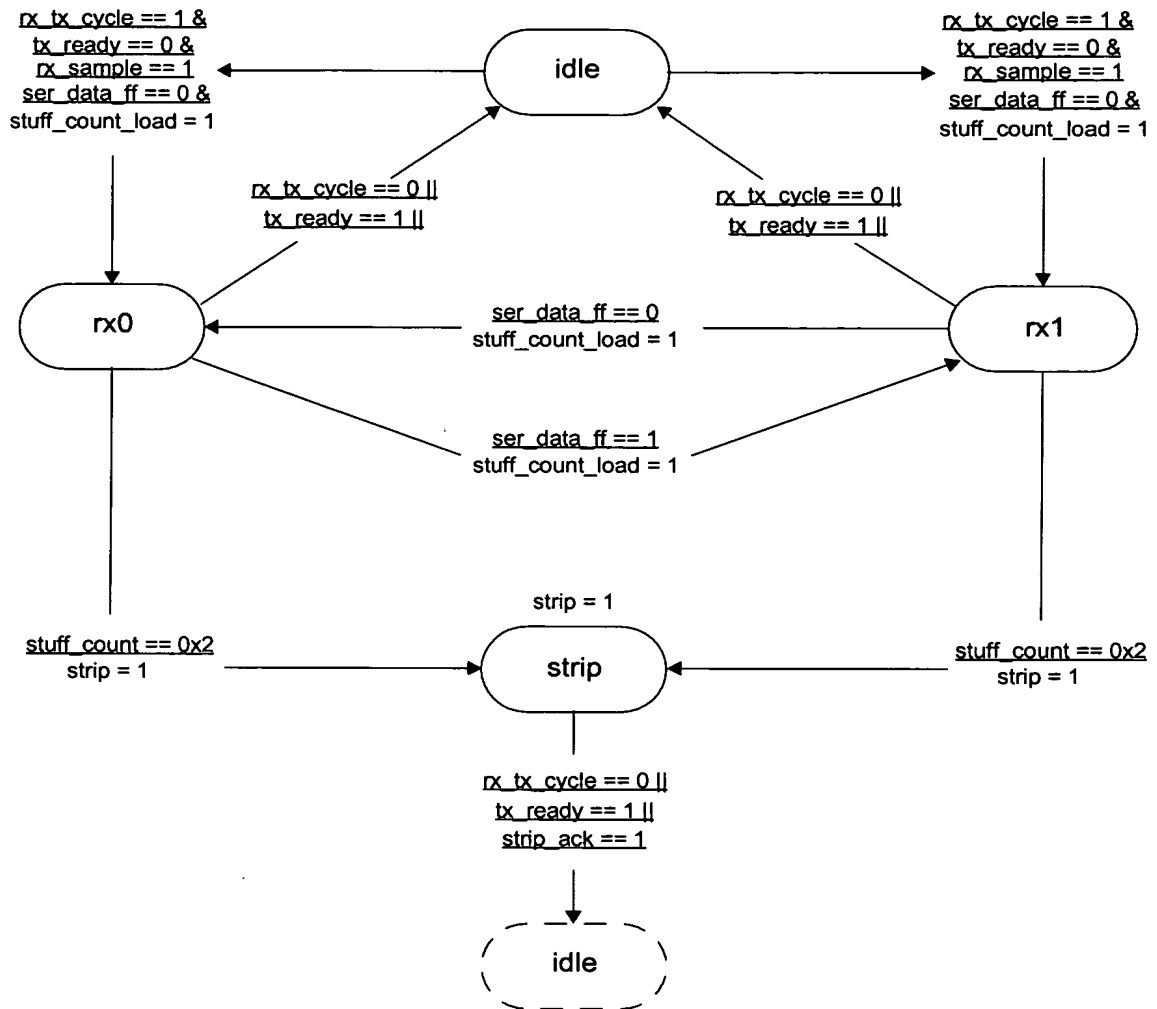 rx_tx_cycle == 1 &
tx_ready == 0 &
rx_sample == 1
ser_data_ff == 0 &
stuff_count_load = 1
idle
rx_tx_cycle == 1 &
tx_ready == 0 &
rx_sample == 1
ser_data_ff == 0 &
stuff_count_load = 1
rx_tx_cycle == 0 ||
tx_ready == 1 ||
rx_tx_cycle == 0 ||
tx_ready == 1 ||
rx0
ser_data_ff == 0
stuff_count_load = 1
rx1
ser_data_ff == 1
stuff_count_load = 1
strip = 1
stuff_count == 0x2
strip = 1
strip
stuff_count == 0x2
strip = 1
rx_tx_cycle == 0 ||
tx_ready == 1 ||
strip_ack == 1
idle